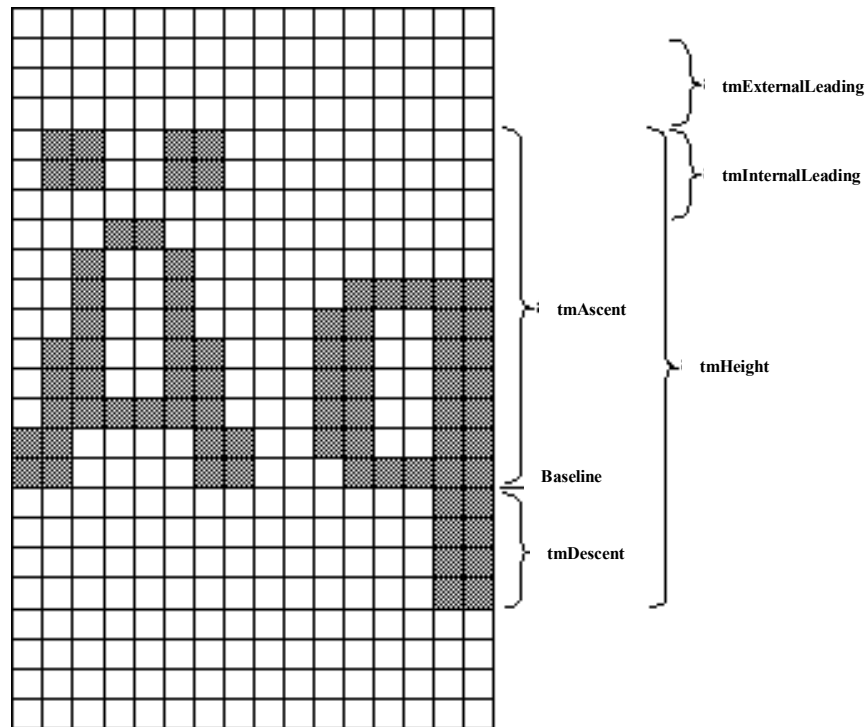 tmExternalLeading
tmInternalLeading
tmAscent
tmHeight
Baseline
tmDescent